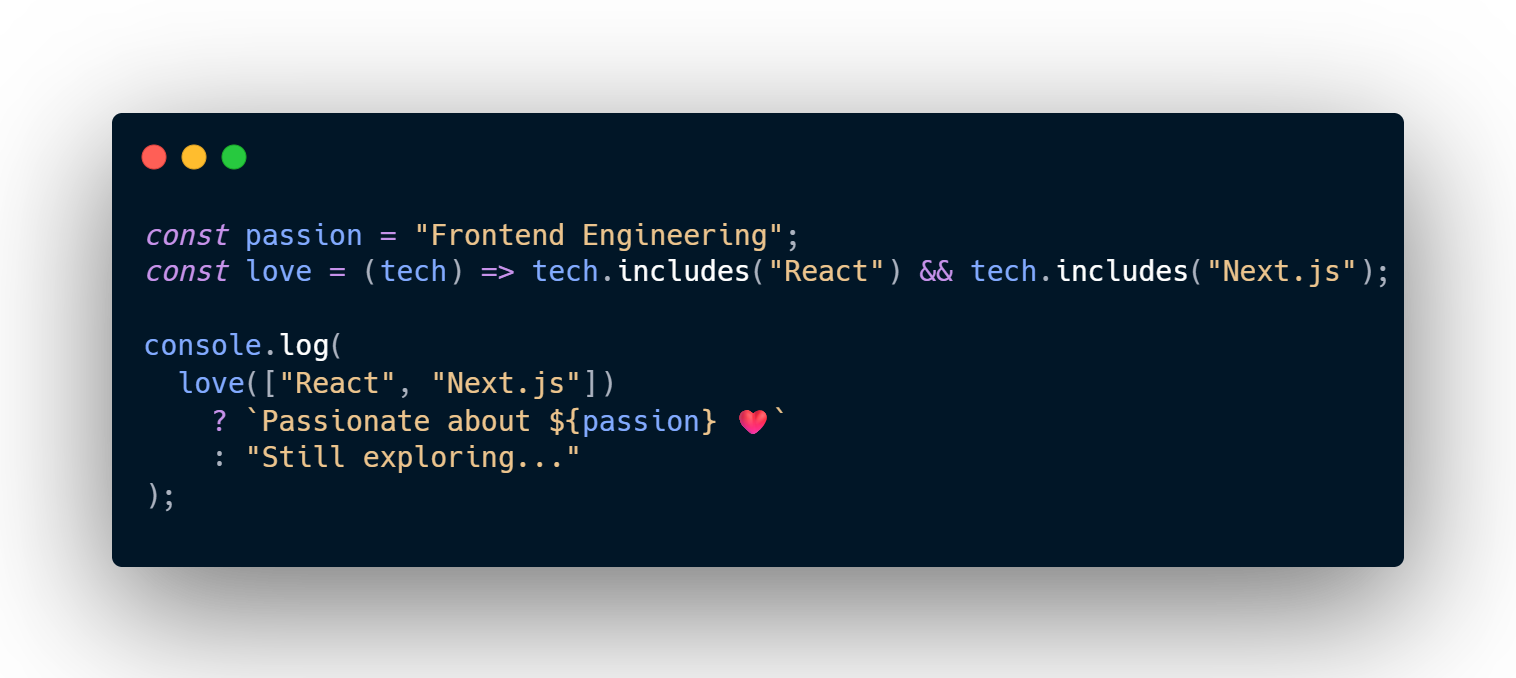 const passion = "Frontend Engineering";
const love = (tech) => tech.includes("React") && tech.includes("Next.js");
console.log(
  love(["React", "Next.js"])
    ? `Passionate about ${passion} ❤️`
    : "Still exploring..."
);